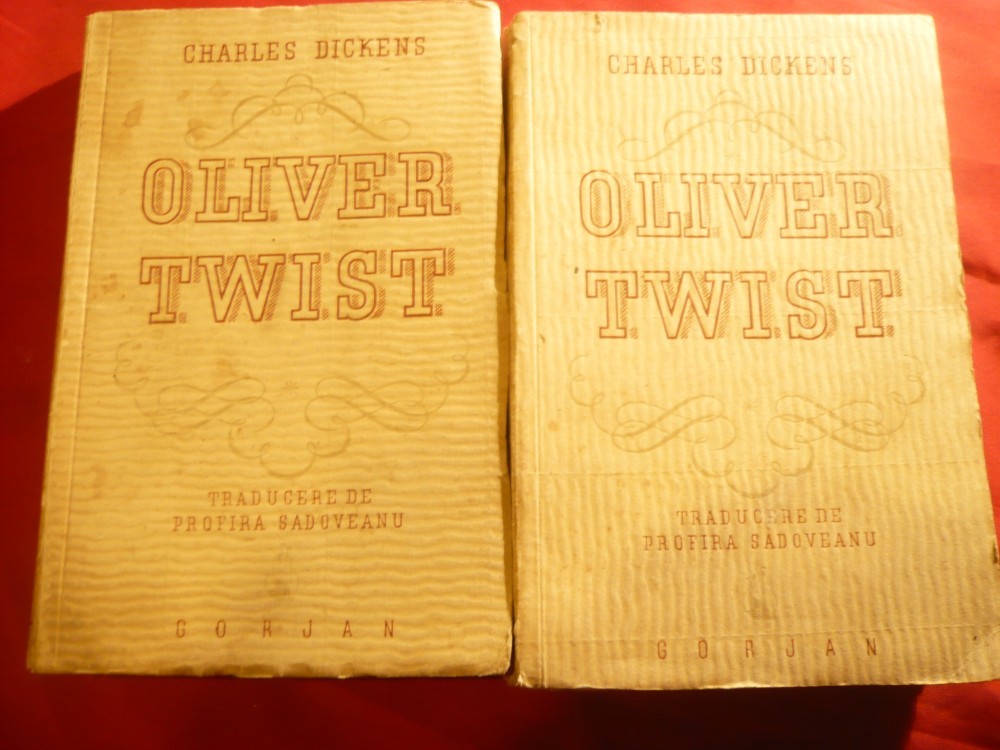 CHARLES DICKENS
OLIVER
TWIST
TRADUCERE DE
PROFIRA SADOVEANU
GORJAN
CHARLES DICKENS
OLIVER
TWIST
TRADUCERE DE
PROFIRA SADOVEANU
GORJAN